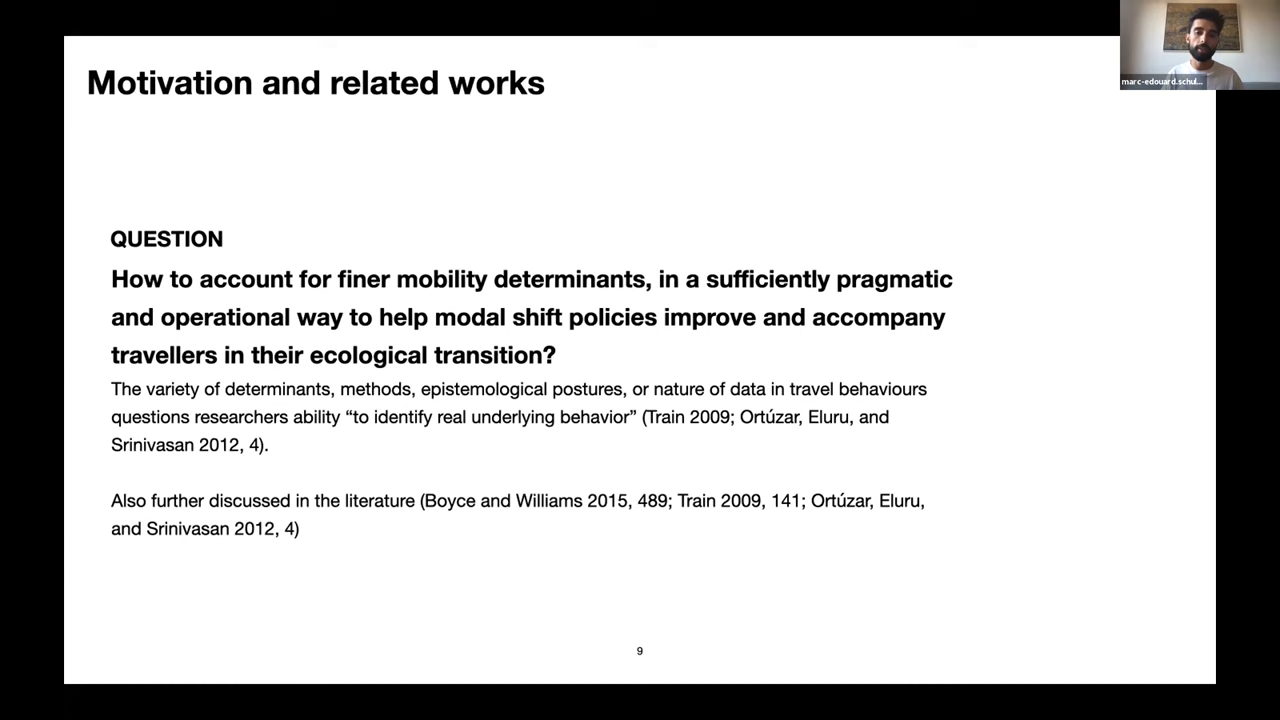 Motivation and related works
marc-edouard.schul...
QUESTION
How to account for finer mobility determinants, in a sufficiently pragmatic
and operational way to help modal shift policies improve and accompany
travellers in their ecological transition?
The variety of determinants, methods, epistemological postures, or nature of data in travel behaviours
questions researchers ability “to identify real underlying behavior” (Train 2009; Ortúzar, Eluru, and
Srinivasan 2012, 4).
Also further discussed in the literature (Boyce and Williams 2015, 489; Train 2009, 141; Ortúzar, Eluru,
and Srinivasan 2012, 4)
9